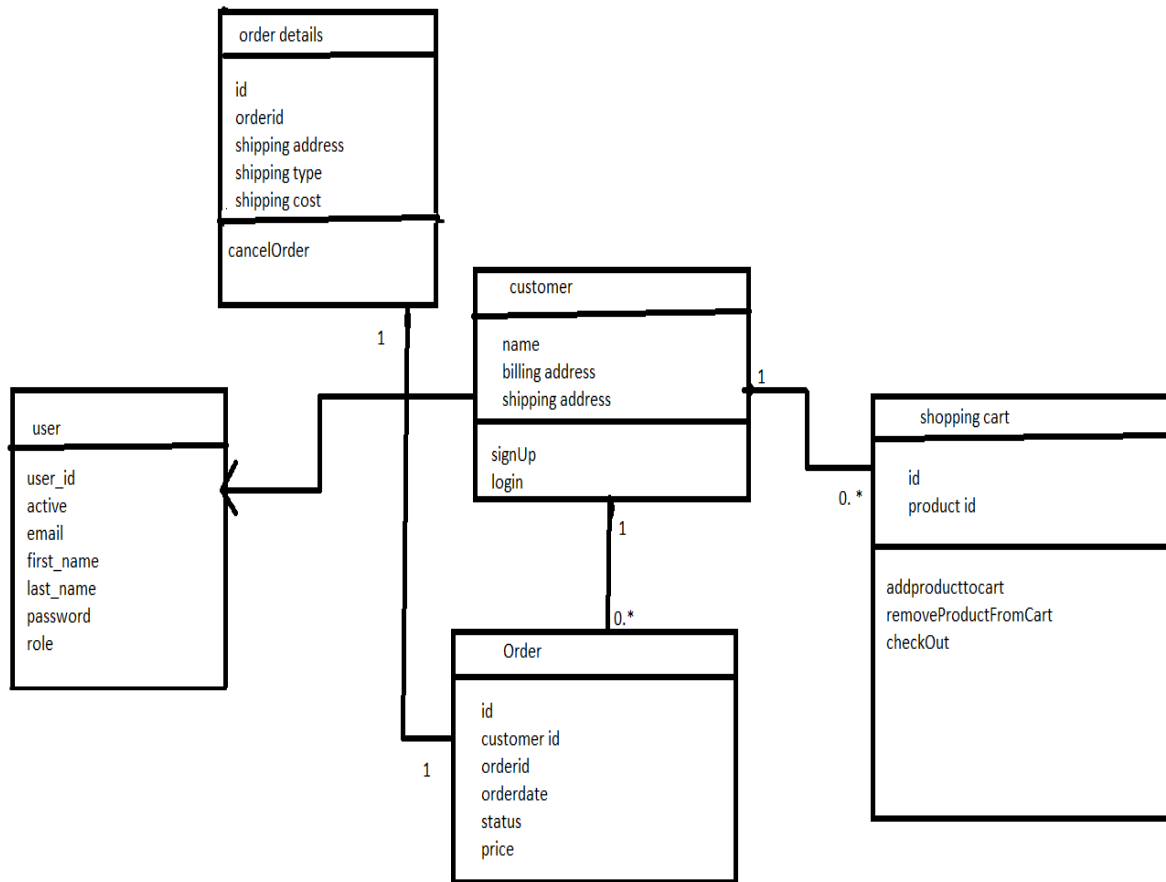 order details
id
orderid
shipping address
shipping type
shipping cost
cancelOrder
1
1
user
user_id
active
email
first_name
last_name
password
role
customer
name
billing address
shipping address
signUp
login
1
0. *
1
0.*
shopping cart
id
product id
addproducttocart
removeProductFromCart
checkOut
Order
id
customer id
orderid
orderdate
status
price